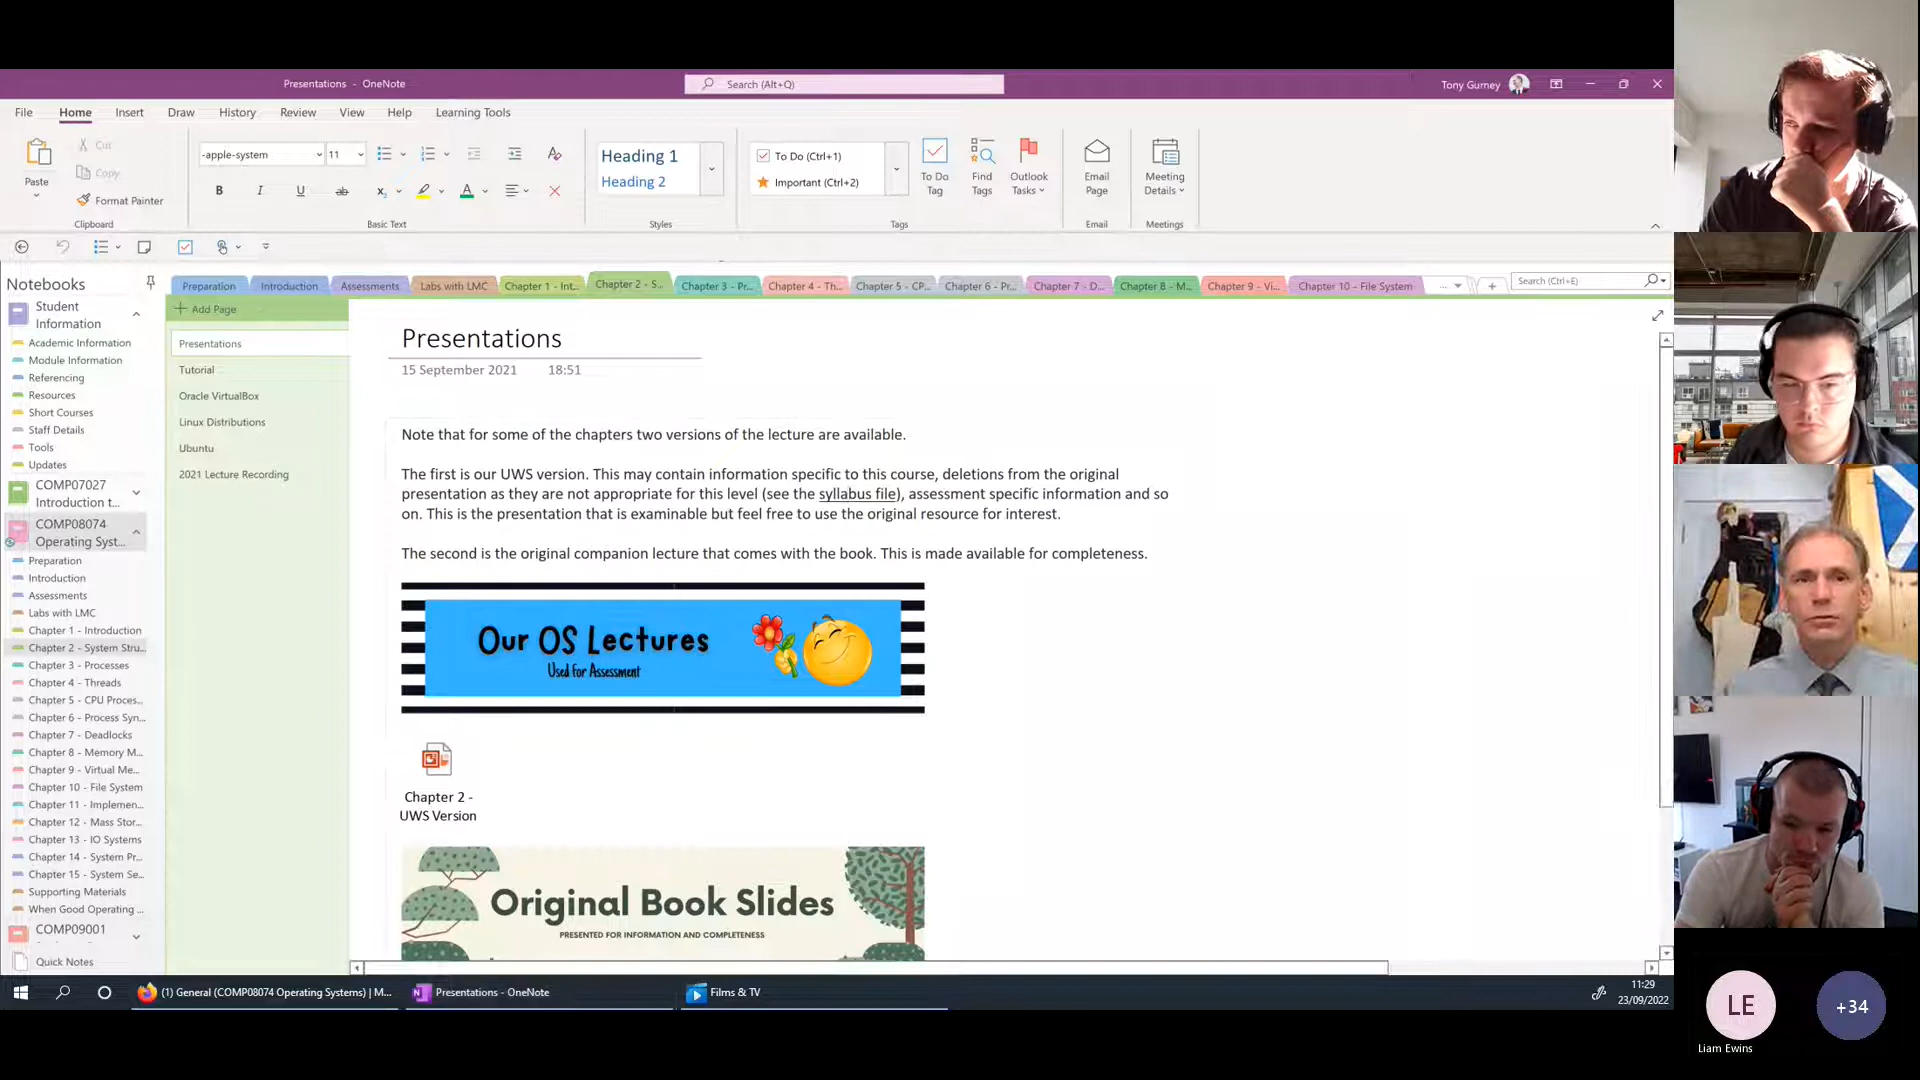 Presentations - OneNote
Search (Alt+Q)
Tony Gurney
File Home Insert Draw History Review View Help Learning Tools
Paste
Cut
Copy
Format Painter
Clipboard
-apple-system 11
B I U ab
Basic Text
Heading 1
Heading 2
Styles
To Do (Ctrl+1)
Important (Ctrl+2)
Tags
To Do Tag
Find Tags
Outlook Tasks
Email Page
Email
Meeting Details
Meetings
Notebooks
Student Information
Academic Information
Module Information
Referencing
Resources
Short Courses
Staff Details
Tools
Updates
COMP07027 Introduction t...
COMP08074 Operating Syst...
Preparation
Introduction
Assessments
Labs with LMC
Chapter 1 - Introduction
Chapter 2 - System Stru...
Chapter 3 - Processes
Chapter 4 - Threads
Chapter 5 - CPU Proces...
Chapter 6 - Process Syn...
Chapter 7 - Deadlocks
Chapter 8 - Memory M...
Chapter 9 - Virtual Me...
Chapter 10 - File System
Chapter 11 - Implemen...
Chapter 12 - Mass Stor...
Chapter 13 - IO Systems
Chapter 14 - System Pr...
Chapter 15 - System Se...
Supporting Materials
When Good Operating ...
COMP09001
Quick Notes
Preparation Introduction Assessments Labs with LMC Chapter 1 - Int... Chapter 2 - S... Chapter 3 - Pr... Chapter 4 - Th... Chapter 5 - CP... Chapter 6 - Pr... Chapter 7 - D... Chapter 8 - M... Chapter 9 - Vi... Chapter 10 - File System ...
Search (Ctrl+E)
Add Page
Presentations
Tutorial
Oracle VirtualBox
Linux Distributions
Ubuntu
2021 Lecture Recording
Presentations
15 September 2021 18:51
Note that for some of the chapters two versions of the lecture are available.
The first is our UWS version. This may contain information specific to this course, deletions from the original
presentation as they are not appropriate for this level (see the syllabus file), assessment specific information and so
on. This is the presentation that is examinable but feel free to use the original resource for interest.
The second is the original companion lecture that comes with the book. This is made available for completeness.
Our OS Lectures
Used for Assessment
Chapter 2 -
UWS Version
Original Book Slides
PRESENTED FOR INFORMATION AND COMPLETENESS
(1) General (COMP08074 Operating Systems) | M...
Presentations - OneNote
Films & TV
11:29
23/09/2022
LE
Liam Ewins
+34